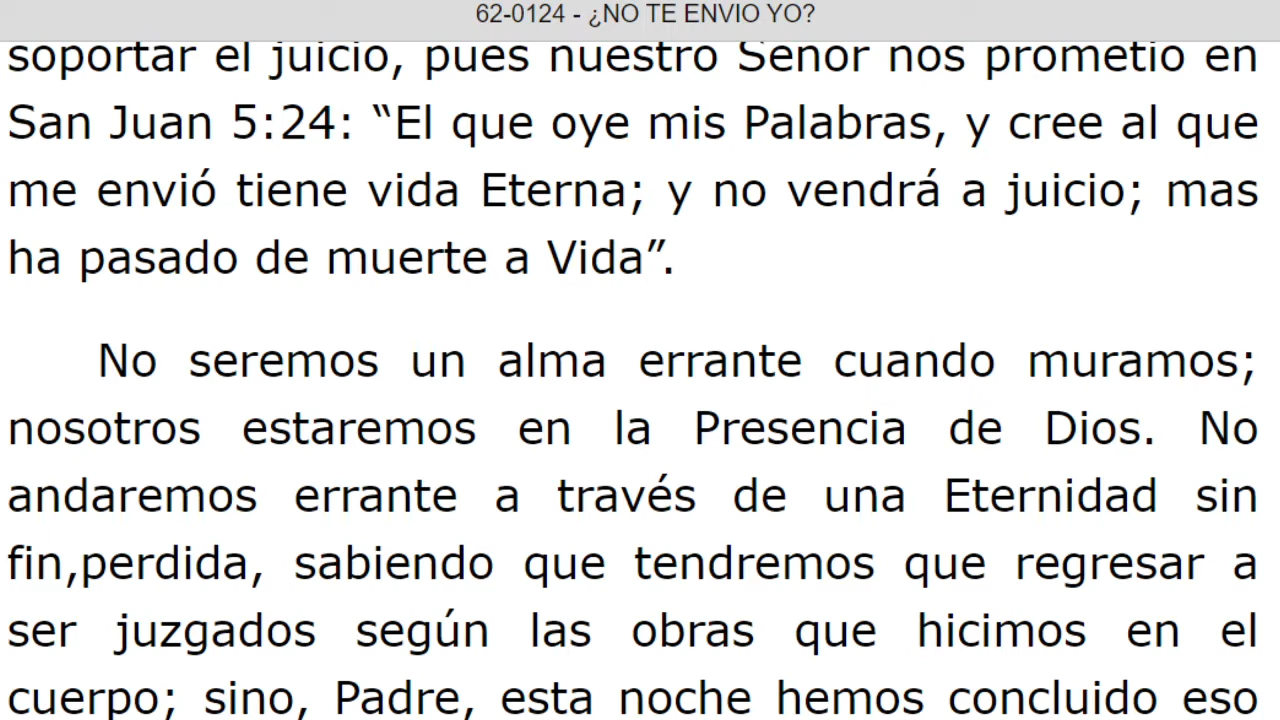 62-0124 - ¿NO TE ENVIO YO?
soportar el juicio, pues nuestro Señor nos prometió en
San Juan 5:24: “El que oye mis Palabras, y cree al que
me envió tiene vida Eterna; y no vendrá a juicio; mas
ha pasado de muerte a Vida”.
No seremos un alma errante cuando muramos;
nosotros estaremos en la Presencia de Dios. No
andaremos errante a través de una Eternidad sin
fin,perdida, sabiendo que tendremos que regresar a
ser juzgados según las obras que hicimos en el
cuerpo; sino, Padre, esta noche hemos concluido eso